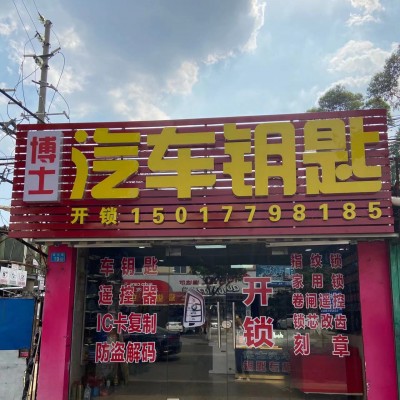 博士
汽车钥匙
开锁 15017798185
车钥匙
遥控器
IC卡复制
防盗解码
开锁
指纹锁
家用锁
卷闸遥控
锁芯改齿
刻章